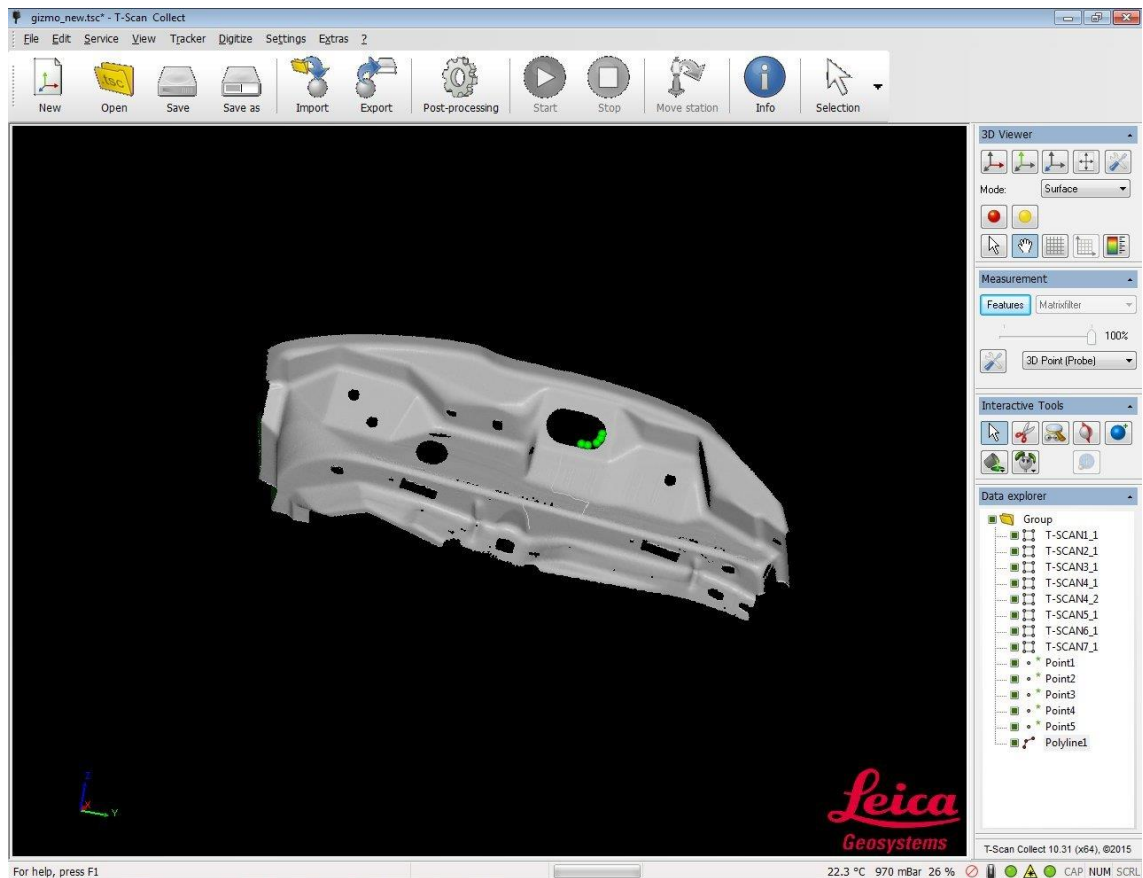 gizmo_new.tsc* - T-Scan Collect
File Edit Service View Tracker Digitize Settings Extras ?
tsc
New Open Save Save as Import Export Post-processing Start Stop Move station Info Selection
3D Viewer
Mode: Surface
Measurement
Features Matrixfilter
100%
3D Point (Probe)
Interactive Tools
Data explorer
Group
T-SCAN1_1
T-SCAN2_1
T-SCAN3_1
T-SCAN4_1
T-SCAN4_2
T-SCAN5_1
T-SCAN6_1
T-SCAN7_1
Point1
Point2
Point3
Point4
Point5
Polyline1
Z
X
Y
Leica
Geosystems
T-Scan Collect 10.31 (x64), ©2015
For help, press F1
22.3 °C 970 mBar 26 % CAP NUM SCRL